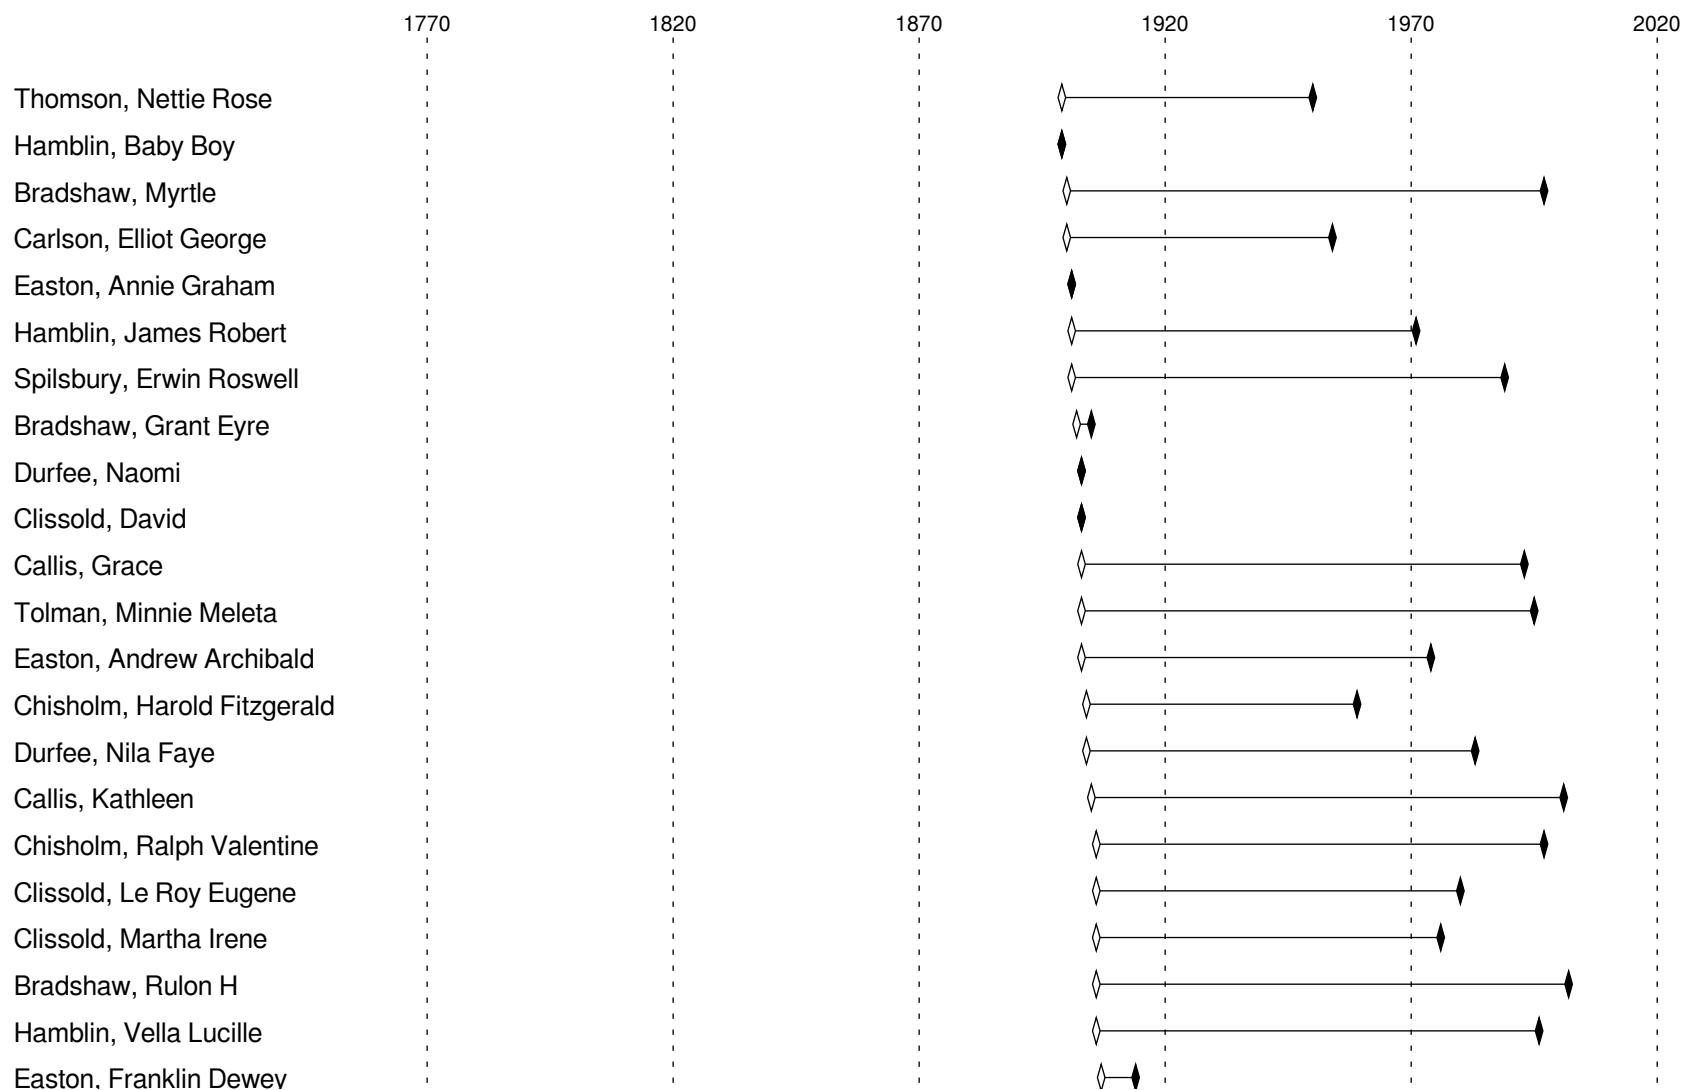 1770 1820 1870 1920 1970 2020
Thomson, Nettie Rose
Hamblin, Baby Boy
Bradshaw, Myrtle
Carlson, Elliot George
Easton, Annie Graham
Hamblin, James Robert
Spilsbury, Erwin Roswell
Bradshaw, Grant Eyre
Durfee, Naomi
Clissold, David
Callis, Grace
Tolman, Minnie Meleta
Easton, Andrew Archibald
Chisholm, Harold Fitzgerald
Durfee, Nila Faye
Callis, Kathleen
Chisholm, Ralph Valentine
Clissold, Le Roy Eugene
Clissold, Martha Irene
Bradshaw, Rulon H
Hamblin, Vella Lucille
Easton, Franklin Dewey